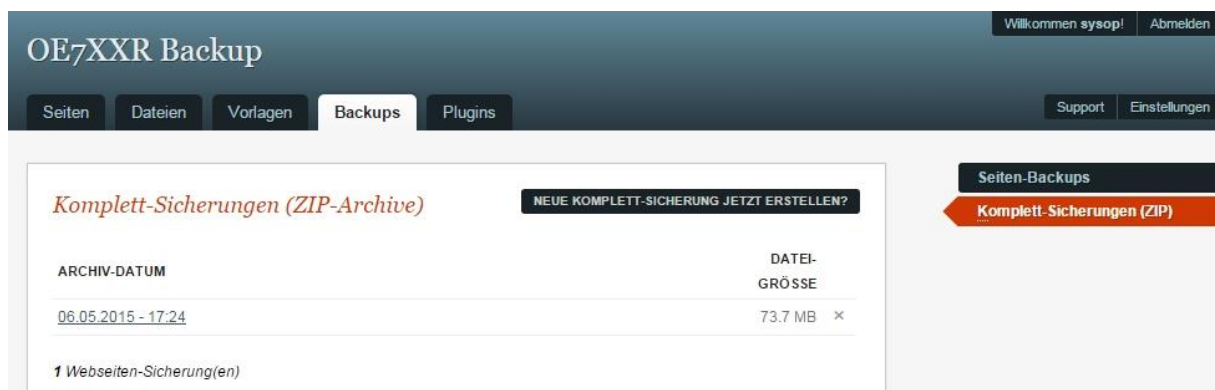 Willkommen sysop! Abmelden
OE7XXR Backup
Seiten Dateien Vorlagen Backups Plugins Support Einstellungen
Komplett-Sicherungen (ZIP-Archive) NEUE KOMPLETT-SICHERUNG JETZT ERSTELLEN?
ARCHIV-DATUM DATEI-
GRÖSSE
06.05.2015 - 17:24 73.7 MB ×
1 Webseiten-Sicherung(en)
Seiten-Backups
Komplett-Sicherungen (ZIP)